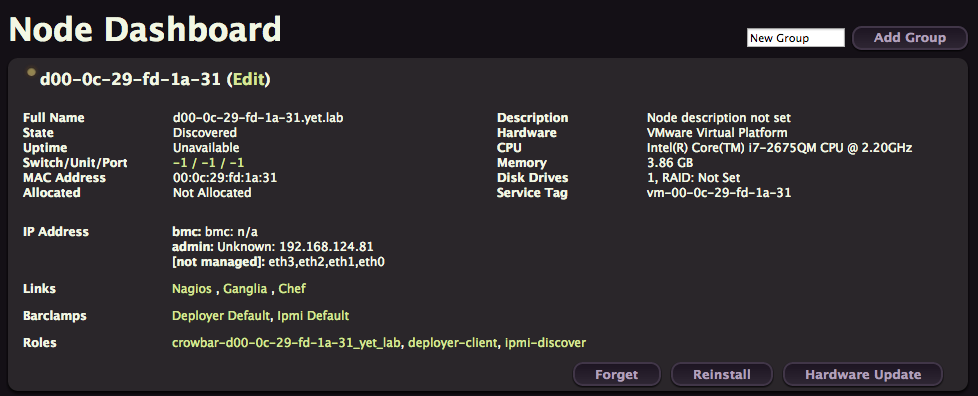 Node Dashboard
New Group
Add Group
d00-0c-29-fd-1a-31 (Edit)
Full Name d00-0c-29-fd-1a-31.yet.lab
State Discovered
Uptime Unavailable
Switch/Unit/Port -1 / -1 / -1
MAC Address 00:0c:29:fd:1a:31
Allocated Not Allocated
Description Node description not set
Hardware VMware Virtual Platform
CPU Intel(R) Core(TM) i7-2675QM CPU @ 2.20GHz
Memory 3.86 GB
Disk Drives 1, RAID: Not Set
Service Tag vm-00-0c-29-fd-1a-31
IP Address bmc: bmc: n/a
admin: Unknown: 192.168.124.81
[not managed]: eth3,eth2,eth1,eth0
Links Nagios , Ganglia , Chef
Barclamps Deployer Default, Ipmi Default
Roles crowbar-d00-0c-29-fd-1a-31_yet_lab, deployer-client, ipmi-discover
Forget
Reinstall
Hardware Update